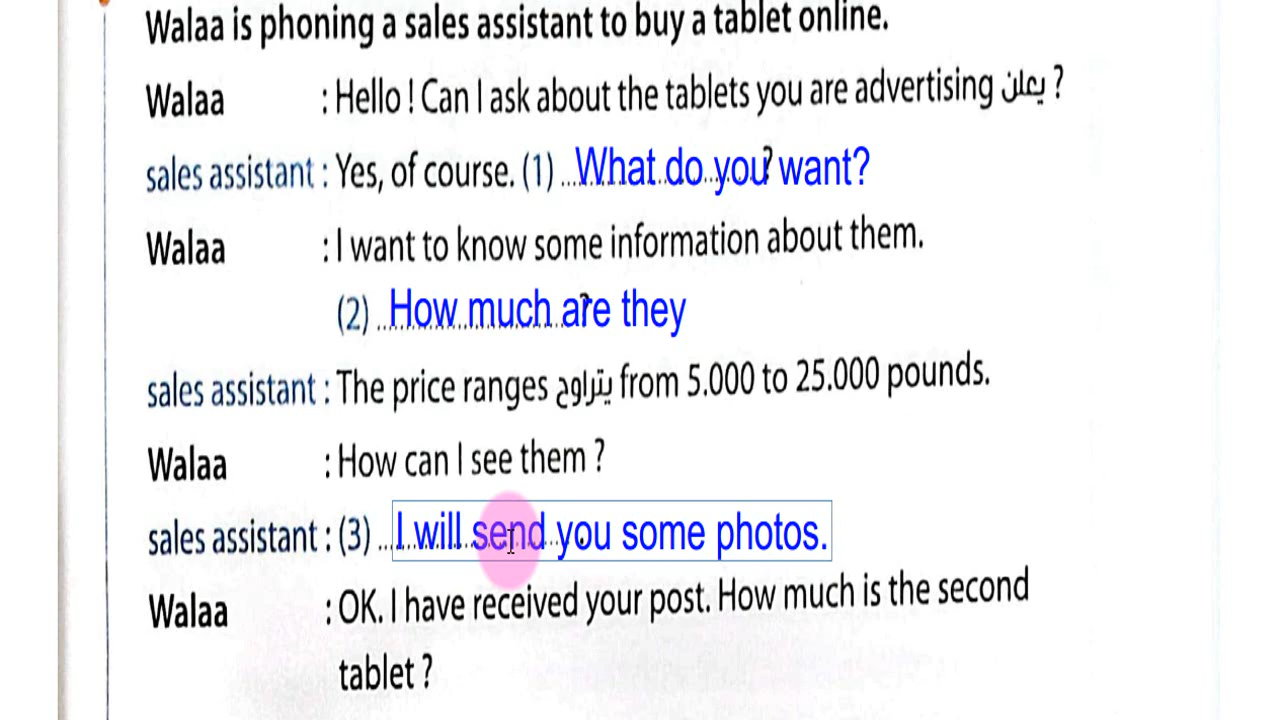 Walaa is phoning a sales assistant to buy a tablet online.
Walaa : Hello ! Can I ask about the tablets you are advertising يعلن ?
sales assistant : Yes, of course. (1) ...What do you want?
Walaa : I want to know some information about them.
(2) ...How much are they
sales assistant : The price ranges يتراوح from 5.000 to 25.000 pounds.
Walaa : How can I see them ?
sales assistant : (3) ...I will send you some photos.
Walaa : OK. I have received your post. How much is the second
tablet ?